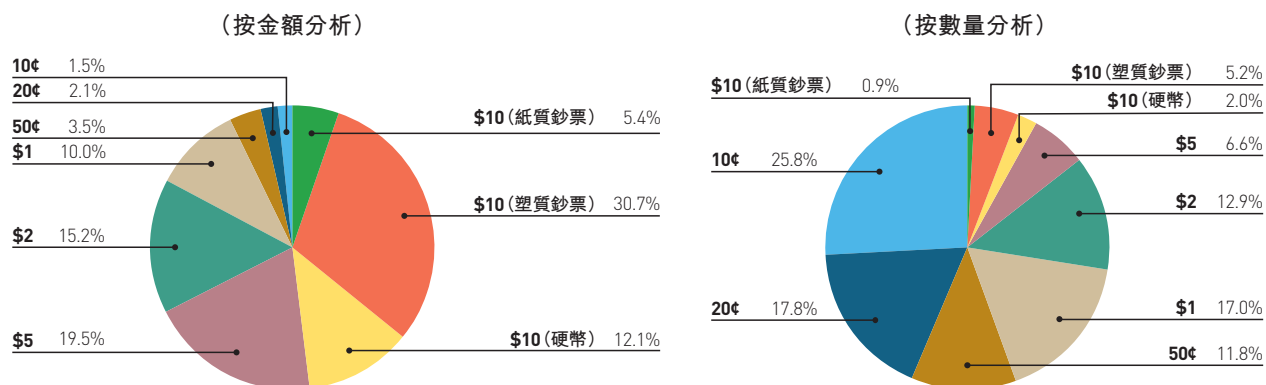 （按金額分析）
10¢ 1.5%
20¢ 2.1%
50¢ 3.5%
$1 10.0%
$2 15.2%
$5 19.5%
$10（紙質鈔票） 5.4%
$10（塑質鈔票） 30.7%
$10（硬幣） 12.1%
（按數量分析）
$10（紙質鈔票） 0.9%
10¢ 25.8%
20¢ 17.8%
$10（塑質鈔票） 5.2%
$10（硬幣） 2.0%
$5 6.6%
$2 12.9%
$1 17.0%
50¢ 11.8%